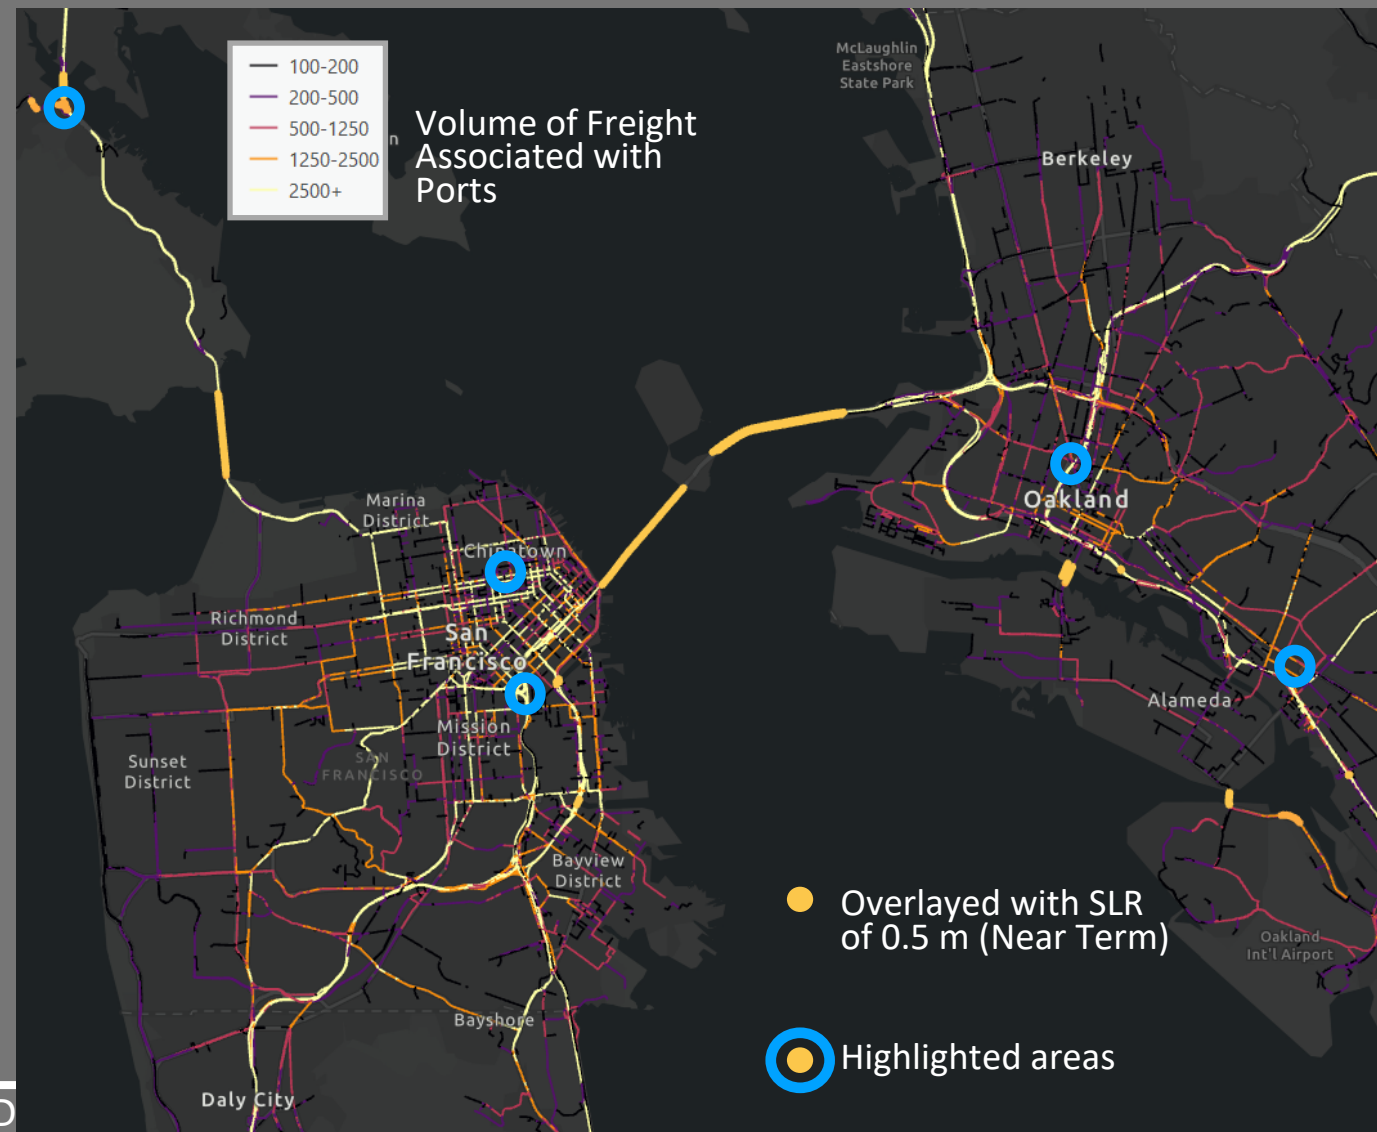 100-200
200-500
500-1250
1250-2500
2500+
n
Volume of Freight
Associated with
Ports
McLaughlin
Eastshore
State Park
Berkeley
Oakland
Marina
District
Chinatown
Richmond
District
San
Francisco
Mission
District
Sunset
District
SAN
FRANCISCO
Alameda
Bayview
District
Overlayed with SLR
of 0.5 m (Near Term)
Oakland
Int'l Airport
Bayshore
Highlighted areas
Daly City
D